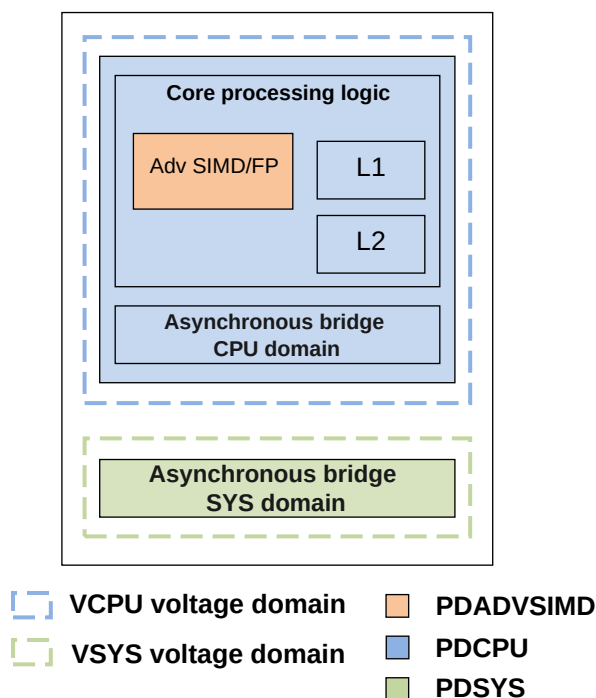 Core processing logic
Adv SIMD/FP
L1
L2
Asynchronous bridge
CPU domain
Asynchronous bridge
SYS domain
VCPU voltage domain
VSYS voltage domain
PDADVSIMD
PDCPU
PDSYS